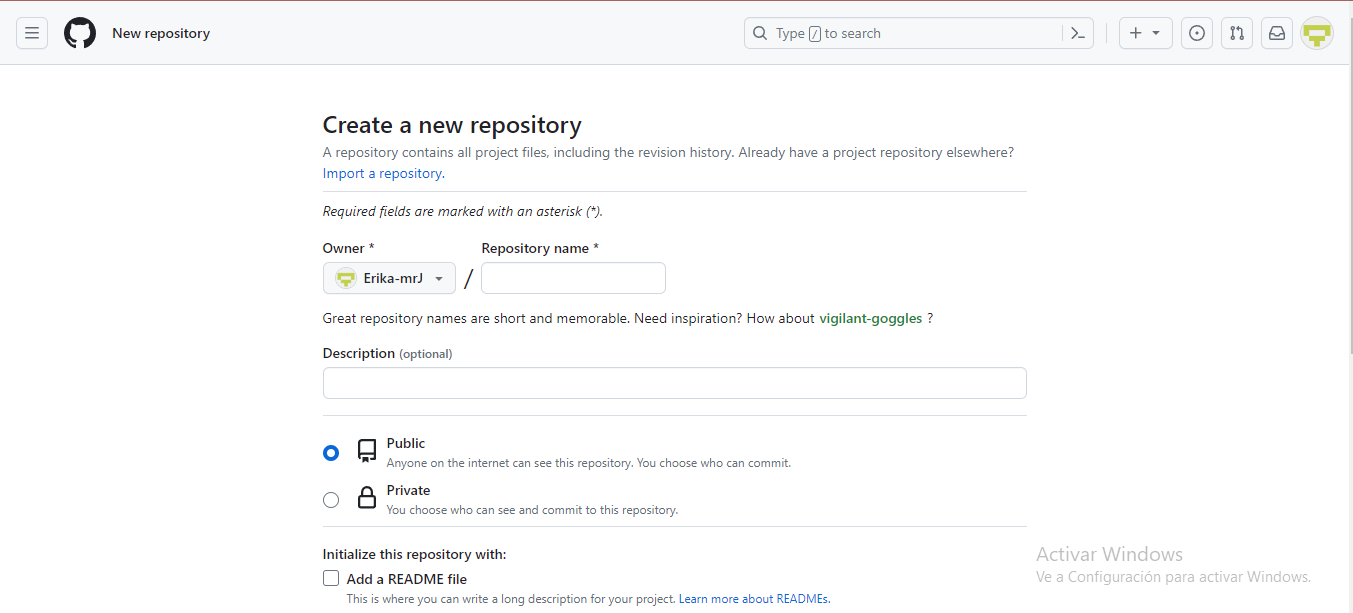 New repository
Type / to search
Create a new repository
A repository contains all project files, including the revision history. Already have a project repository elsewhere?
Import a repository.
Required fields are marked with an asterisk (*).
Owner * Repository name *
Erika-mrJ /
Great repository names are short and memorable. Need inspiration? How about vigilant-goggles ?
Description (optional)
Public
Anyone on the internet can see this repository. You choose who can commit.
Private
You choose who can see and commit to this repository.
Initialize this repository with:
Add a README file
This is where you can write a long description for your project. Learn more about READMEs.
Activar Windows
Ve a Configuración para activar Windows.